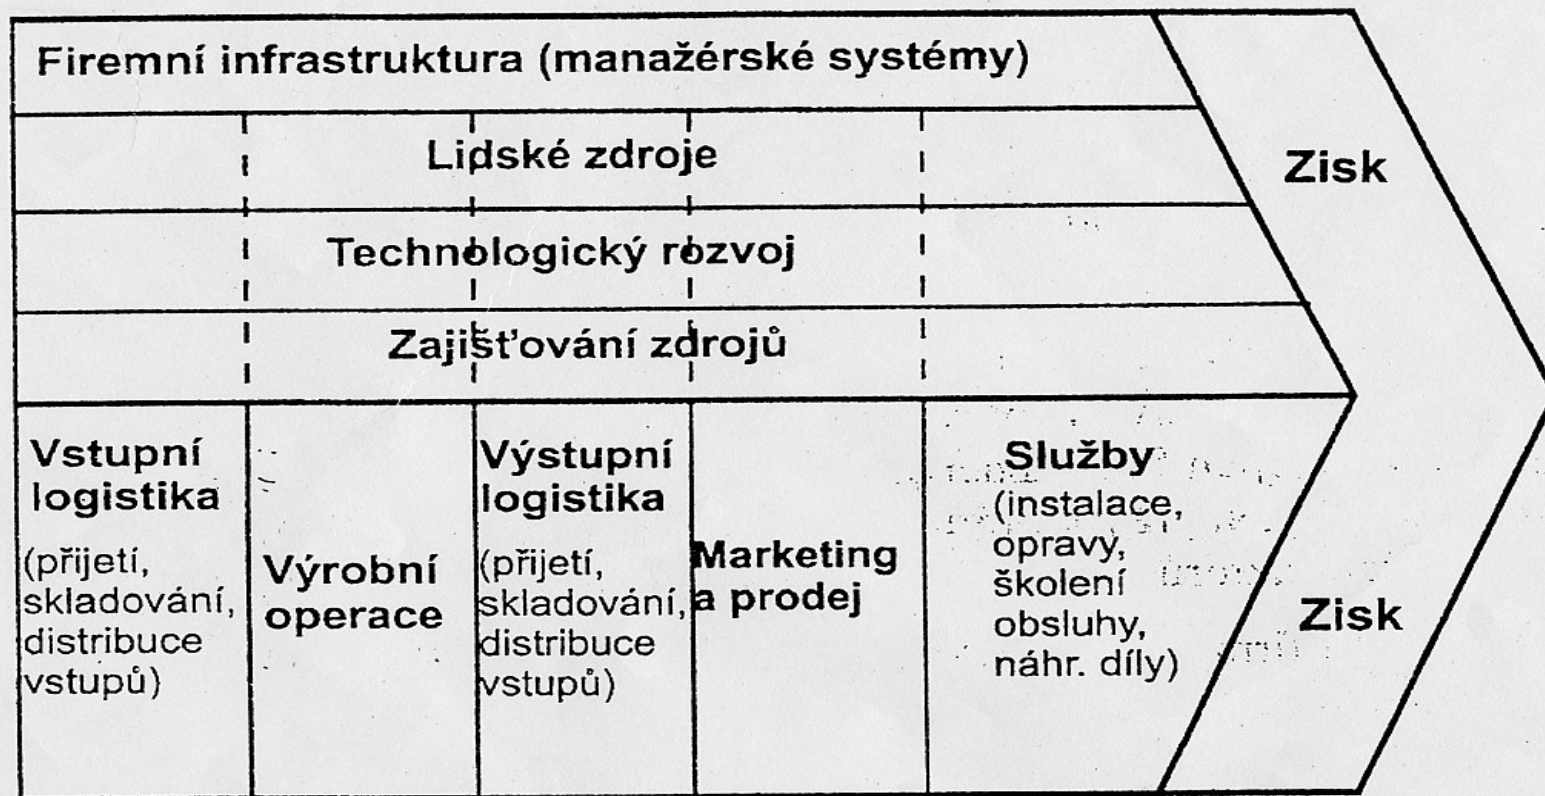 Firemní infrastruktura (manažérské systémy)
Lidské zdroje
Technologický rozvoj
Zajišťování zdrojů
Zisk
Vstupní
logistika
(přijetí,
skladování,
distribuce
vstupů)
Výrobní
operace
Výstupní
logistika
(přijetí,
skladování,
distribuce
vstupů)
Marketing
a prodej
Služby
(instalace,
opravy,
školení
obsluhy,
náhr. díly)
Zisk